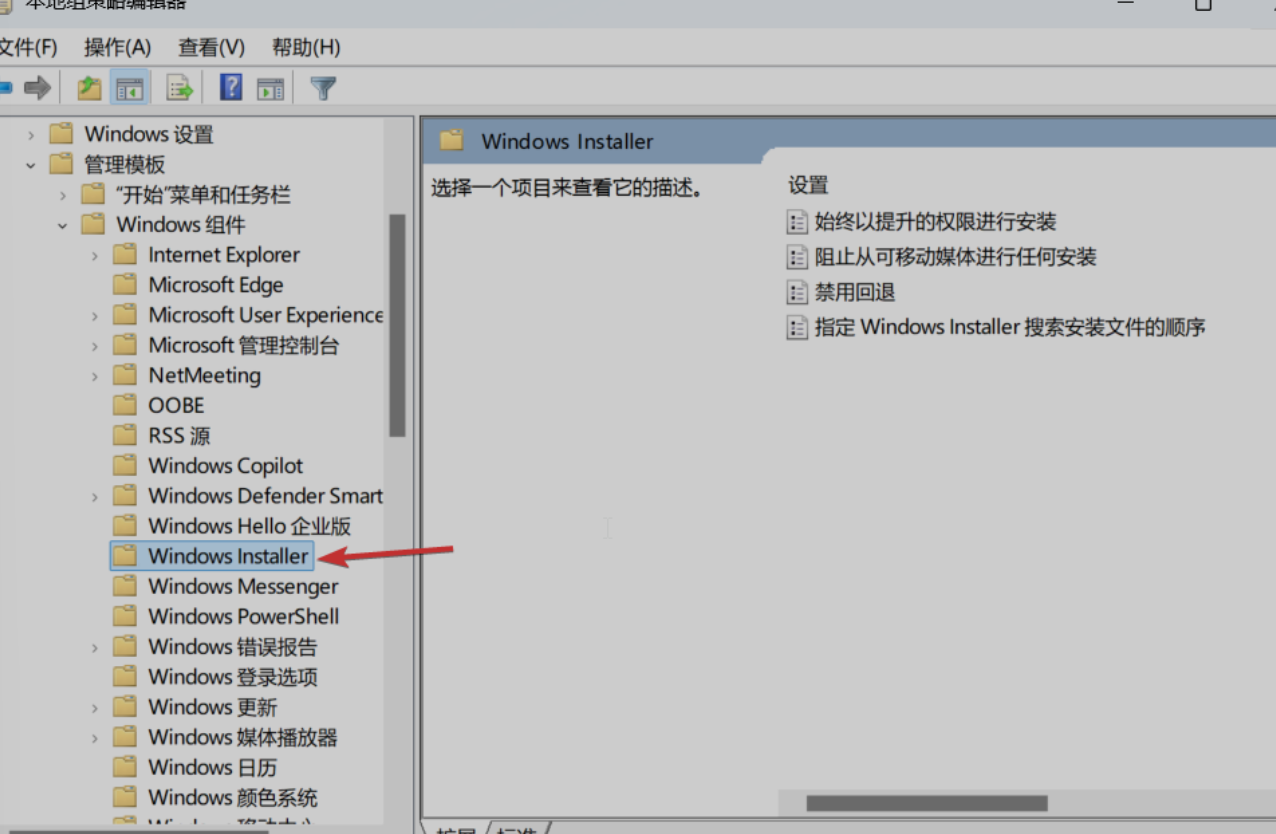 本地组策略编辑器
文件(F) 操作(A) 查看(V) 帮助(H)
Windows 设置
管理模板
“开始”菜单和任务栏
Windows 组件
Internet Explorer
Microsoft Edge
Microsoft User Experience
Microsoft 管理控制台
NetMeeting
OOBE
RSS 源
Windows Copilot
Windows Defender Smart
Windows Hello 企业版
Windows Installer
Windows Messenger
Windows PowerShell
Windows 错误报告
Windows 登录选项
Windows 更新
Windows 媒体播放器
Windows 日历
Windows 颜色系统
Windows 移动中心
Windows Installer
选择一个项目来查看它的描述。
设置
始终以提升的权限进行安装
阻止从可移动媒体进行任何安装
禁用回退
指定 Windows Installer 搜索安装文件的顺序
扩展 标准